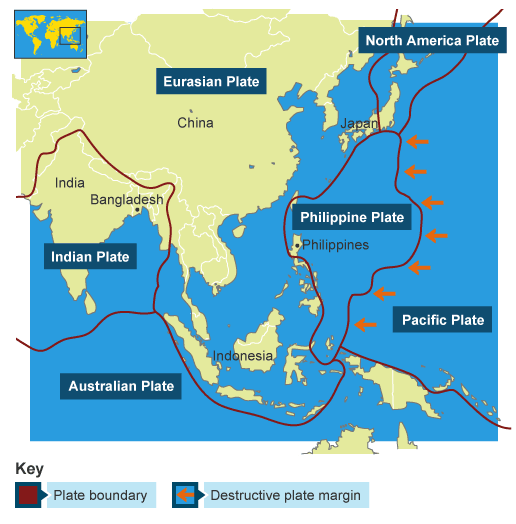 North America Plate
Eurasian Plate
China
Japan
India
Bangladesh
Philippine Plate
Philippines
Indian Plate
Pacific Plate
Indonesia
Australian Plate
Key
Plate boundary
Destructive plate margin